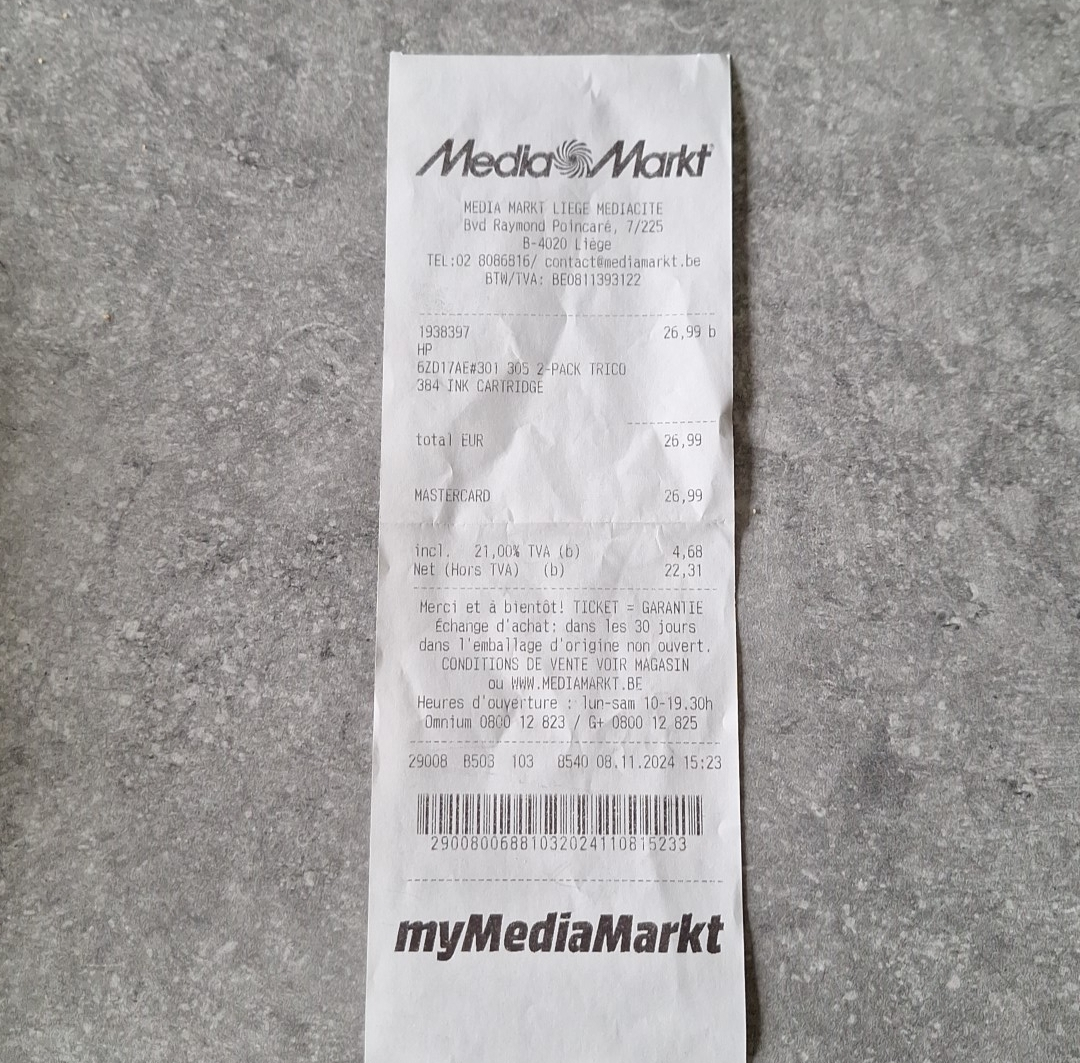 Media Markt
MEDIA MARKT LIEGE MEDIACITE
Bvd Raymond Poincaré, 7/225
B-4020 Liège
TEL:02 8086816/ contact@mediamarkt.be
BTW/TVA: BE0811393122
1938397 26,99 b
HP
6ZD17AE#301 305 2-PACK TRICO
384 INK CARTRIDGE
total EUR 26,99
MASTERCARD 26,99
incl. 21,00% TVA (b) 4,68
Net (Hors TVA) (b) 22,31
Merci et à bientôt! TICKET = GARANTIE
Échange d'achat: dans les 30 jours
dans l'emballage d'origine non ouvert.
CONDITIONS DE VENTE VOIR MAGASIN
ou WWW.MEDIAMARKT.BE
Heures d'ouverture : lun-sam 10-19.30h
Omnium 0800 12 823 / G+ 0800 12 825
29008 8503 103 8540 08.11.2024 15:23
29008006881032024110815233
myMediaMarkt